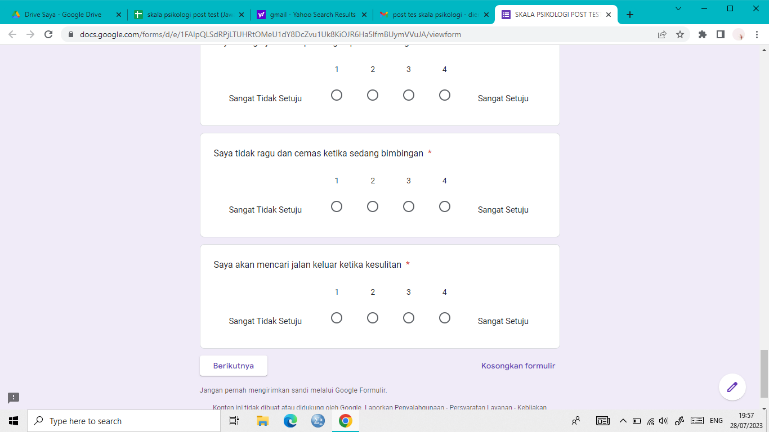 Drive Saya - Google Drive
skala psikologi post test (Jaw
gmail - Yahoo Search Results
post tes skala psikologi -
SKALA PSIKOLOGI POST TES
docs.google.com/forms/d/e/
/viewform
1 2 3 4
Sangat Tidak Setuju Sangat Setuju
Saya tidak ragu dan cemas ketika sedang bimbingan *
1 2 3 4
Sangat Tidak Setuju Sangat Setuju
Saya akan mencari jalan keluar ketika kesulitan *
1 2 3 4
Sangat Tidak Setuju Sangat Setuju
Berikutnya Kosongkan formulir
Jangan pernah mengirimkan sandi melalui Google Formulir.
Konten ini tidak dibuat atau didukung oleh Google. Laporkan Penyalahgunaan - Persyaratan Layanan - Kebijakan
Type here to search
ENG
19:57
28/07/2023